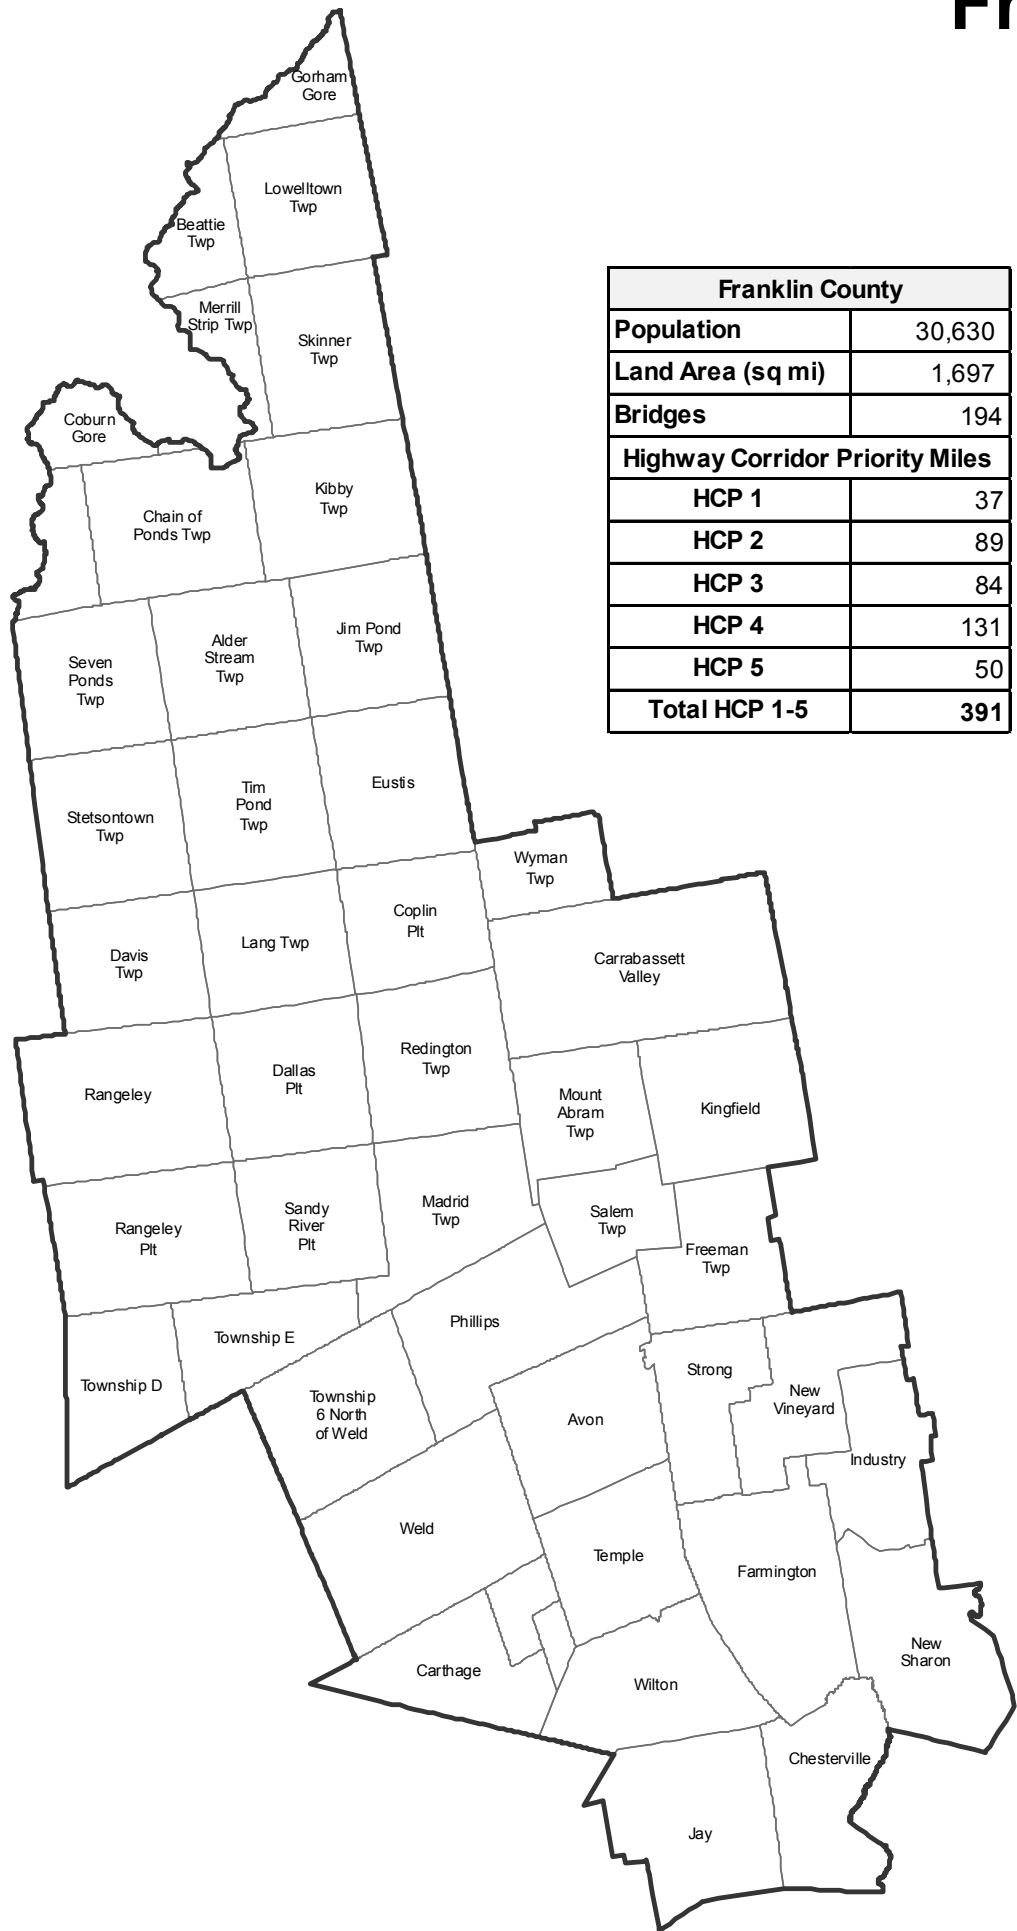 Fr
Gorham
Gore
Lowelltown
Twp
Beattie
Twp
Merrill
Strip Twp
Skinner
Twp
Coburn
Gore
Kibby
Twp
Chain of
Ponds Twp
Jim Pond
Twp
Alder
Stream
Twp
Seven
Ponds
Twp
Eustis
Tim
Pond
Twp
Stetsontown
Twp
Wyman
Twp
Coplin
Plt
Lang Twp
Davis
Twp
Carrabassett
Valley
Rangeley
Dallas
Plt
Redington
Twp
Mount
Abram
Twp
Kingfield
Rangeley
Plt
Sandy
River
Plt
Madrid
Twp
Salem
Twp
Freeman
Twp
Phillips
Township E
Township D
Strong
New
Vineyard
Township
6 North
of Weld
Avon
Industry
Weld
Temple
Farmington
New
Sharon
Carthage
Wilton
Chesterville
Jay
Franklin County
Population 30,630
Land Area (sq mi) 1,697
Bridges 194
Highway Corridor Priority Miles
HCP 1 37
HCP 2 89
HCP 3 84
HCP 4 131
HCP 5 50
Total HCP 1-5 391